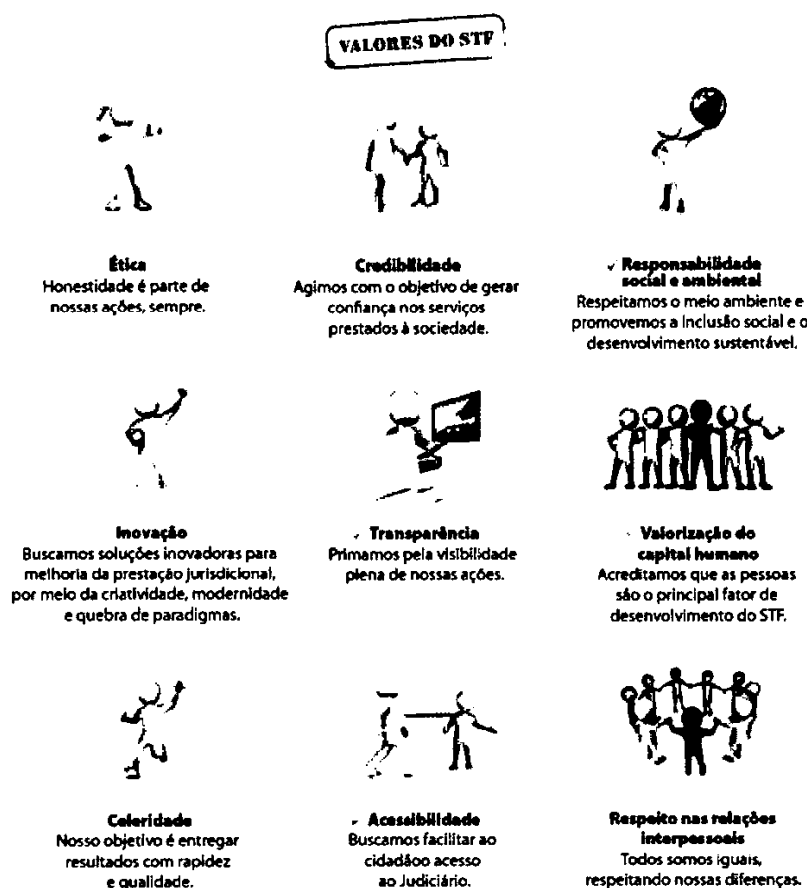 VALORES DO STF
Ética
Honestidade é parte de
nossas ações, sempre.
Credibilidade
Agimos com o objetivo de gerar
confiança nos serviços
prestados à sociedade.
Responsabilidade
social e ambiental
Respeitamos o meio ambiente e
promovemos a inclusão social e o
desenvolvimento sustentável.
Inovação
Buscamos soluções inovadoras para
melhoria da prestação jurisdicional,
por meio da criatividade, modernidade
e quebra de paradigmas.
Transparência
Primamos pela visibilidade
plena de nossas ações.
Valorização do
capital humano
Acreditamos que as pessoas
são o principal fator de
desenvolvimento do STF.
Celeridade
Nosso objetivo é entregar
resultados com rapidez
e qualidade.
Acessibilidade
Buscamos facilitar ao
cidadãoo acesso
ao Judiciário.
Respeito nas relações
interpessoais
Todos somos iguais,
respeitando nossas diferenças.